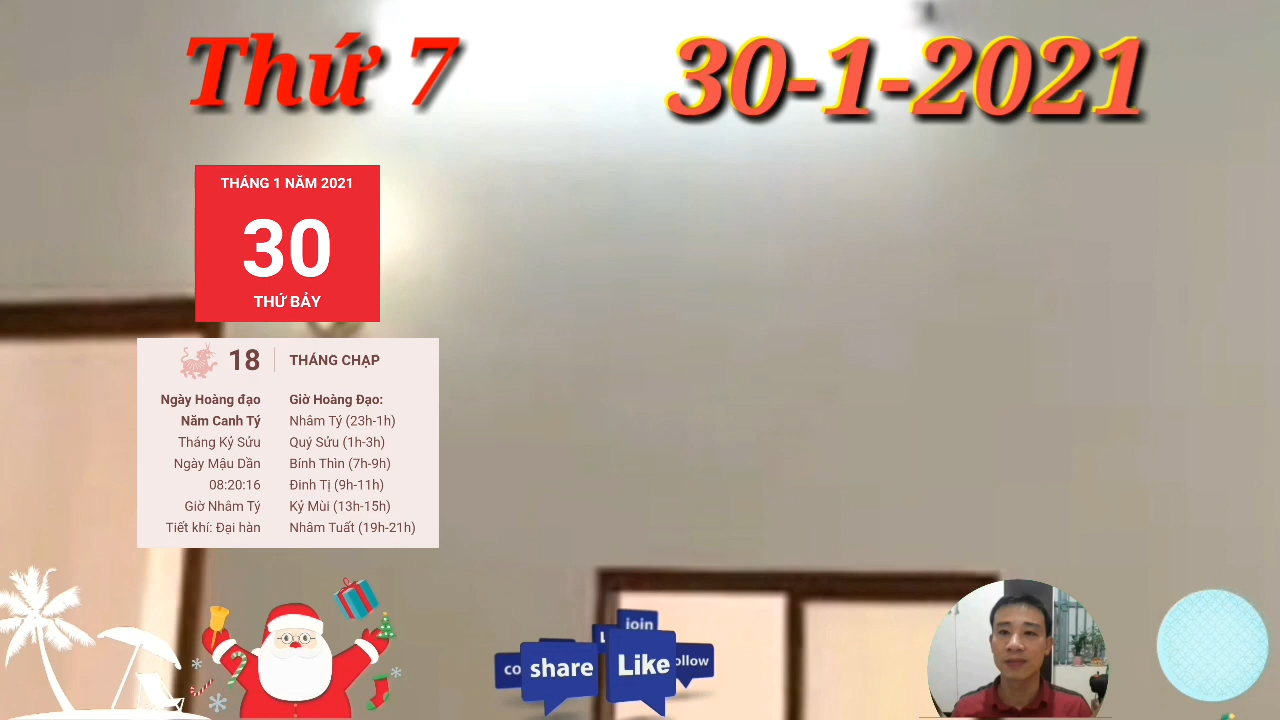 Thứ 7
30-1-2021
THÁNG 1 NĂM 2021
30
THỨ BẢY
18
THÁNG CHẠP
Ngày Hoàng đạo
Năm Canh Tý
Tháng Kỷ Sửu
Ngày Mậu Dần
08:20:16
Giờ Nhâm Tý
Tiết khí: Đại hàn
Giờ Hoàng Đạo:
Nhâm Tý (23h-1h)
Quý Sửu (1h-3h)
Bính Thìn (7h-9h)
Đinh Tị (9h-11h)
Kỷ Mùi (13h-15h)
Nhâm Tuất (19h-21h)
join
share
Like
ollow